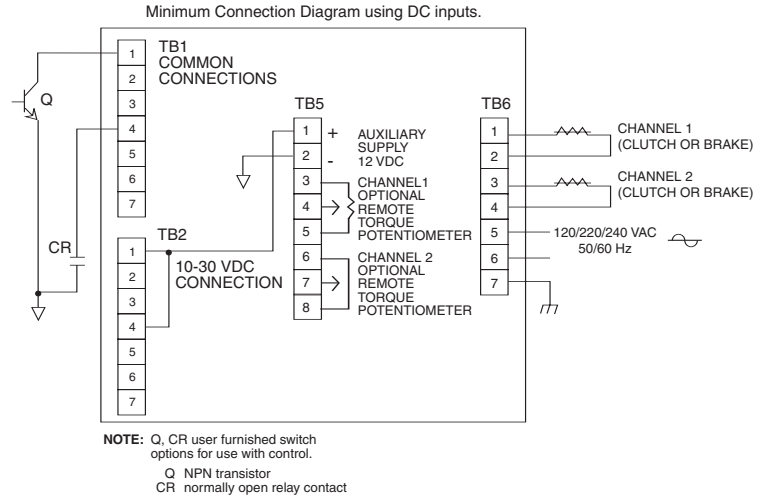 Minimum Connection Diagram using DC inputs.
TB1
COMMON
CONNECTIONS
1
2
3
4
5
6
7
Q
CR
TB2
10-30 VDC
CONNECTION
1
2
3
4
5
6
7
TB5
1
2
3
4
5
6
7
8
+
-
AUXILIARY
SUPPLY
12 VDC
CHANNEL1
OPTIONAL
REMOTE
TORQUE
POTENTIOMETER
CHANNEL 2
OPTIONAL
REMOTE
TORQUE
POTENTIOMETER
TB6
1
2
3
4
5
6
7
CHANNEL 1
(CLUTCH OR BRAKE)
CHANNEL 2
(CLUTCH OR BRAKE)
120/220/240 VAC
50/60 Hz
NOTE: Q, CR user furnished switch
options for use with control.
Q NPN transistor
CR normally open relay contact